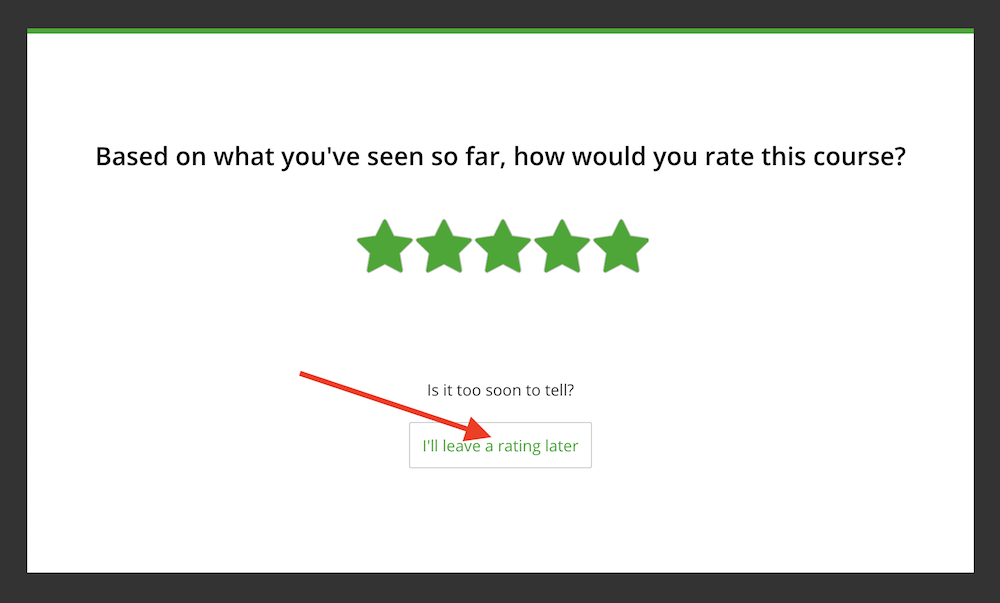 Based on what you've seen so far, how would you rate this course?
Is it too soon to tell?
I'll leave a rating later